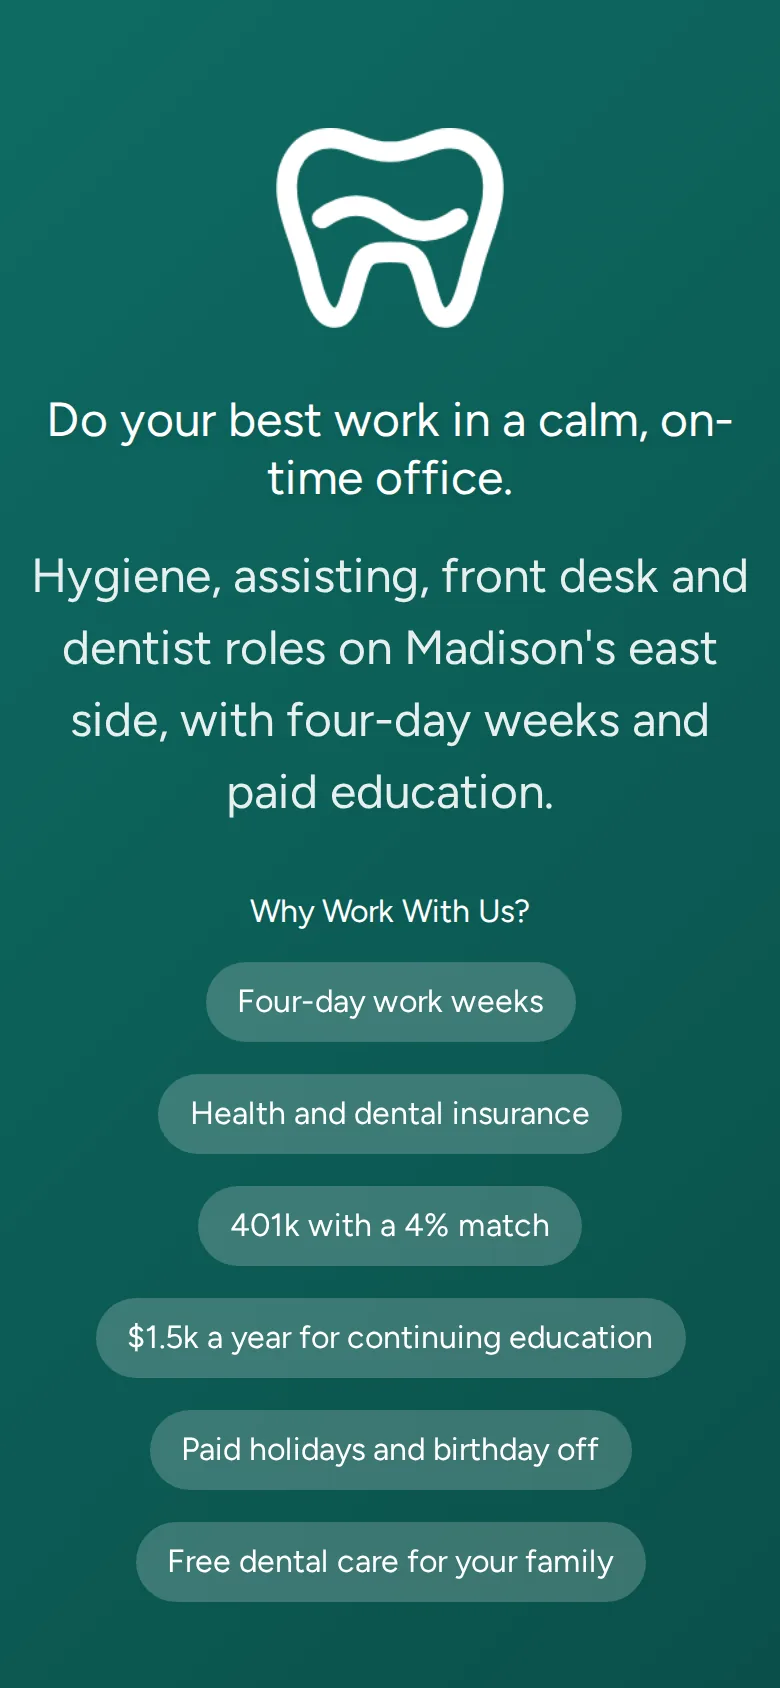 Do your best work in a calm, on-
time office.
Hygiene, assisting, front desk and
dentist roles on Madison's east
side, with four-day weeks and
paid education.
Why Work With Us?
Four-day work weeks
Health and dental insurance
401k with a 4% match
$1.5k a year for continuing education
Paid holidays and birthday off
Free dental care for your family